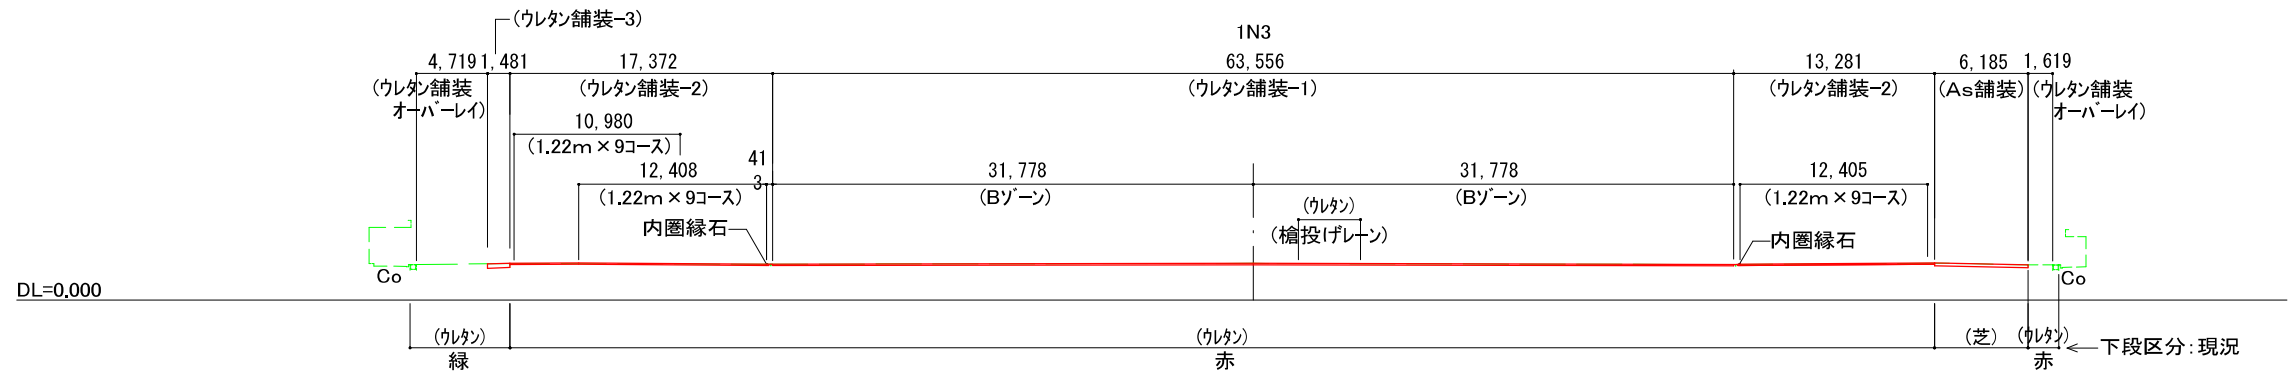 (ウレタン舗装-3)
1N3
4,719 1,481 17,372 63,556 13,281 6,185 1,619
(ウレタン舗装 (ウレタン舗装-2) (ウレタン舗装-1) (ウレタン舗装-2) (As舗装) (ウレタン舗装
オーバーレイ) オーバーレイ)
10,980
(1.22m×9コース)
41
12,408 3 31,778 31,778 12,405
(1.22m×9コース) (Bゾーン) (Bゾーン) (1.22m×9コース)
(ウレタン)
内圏縁石 (槍投げレーン) 内圏縁石
Co Co
DL=0.000
(ウレタン) (ウレタン) (芝) (ウレタン)
緑 赤 赤 下段区分:現況